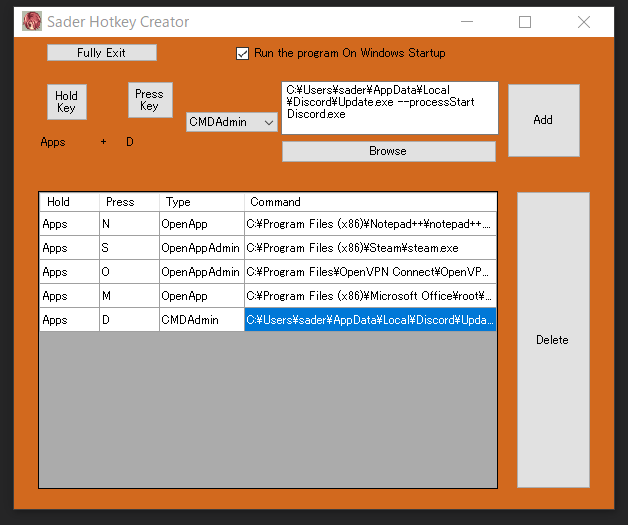 Sader Hotkey Creator
Fully Exit
Run the program On Windows Startup
Hold
Key
Press
Key
CMDAdmin
C:¥Users¥sader¥AppData¥Local
¥Discord¥Update.exe --processStart
Discord.exe
Add
Browse
Apps + D
Hold Press Type Command
Apps N OpenApp C:¥Program Files (x86)¥Notepad++¥notepad++....
Apps S OpenAppAdmin C:¥Program Files (x86)¥Steam¥steam.exe
Apps O OpenAppAdmin C:¥Program Files¥OpenVPN Connect¥OpenVP...
Apps M OpenApp C:¥Program Files (x86)¥Microsoft Office¥root¥...
Apps D CMDAdmin C:¥Users¥sader¥AppData¥Local¥Discord¥Upda...
Delete